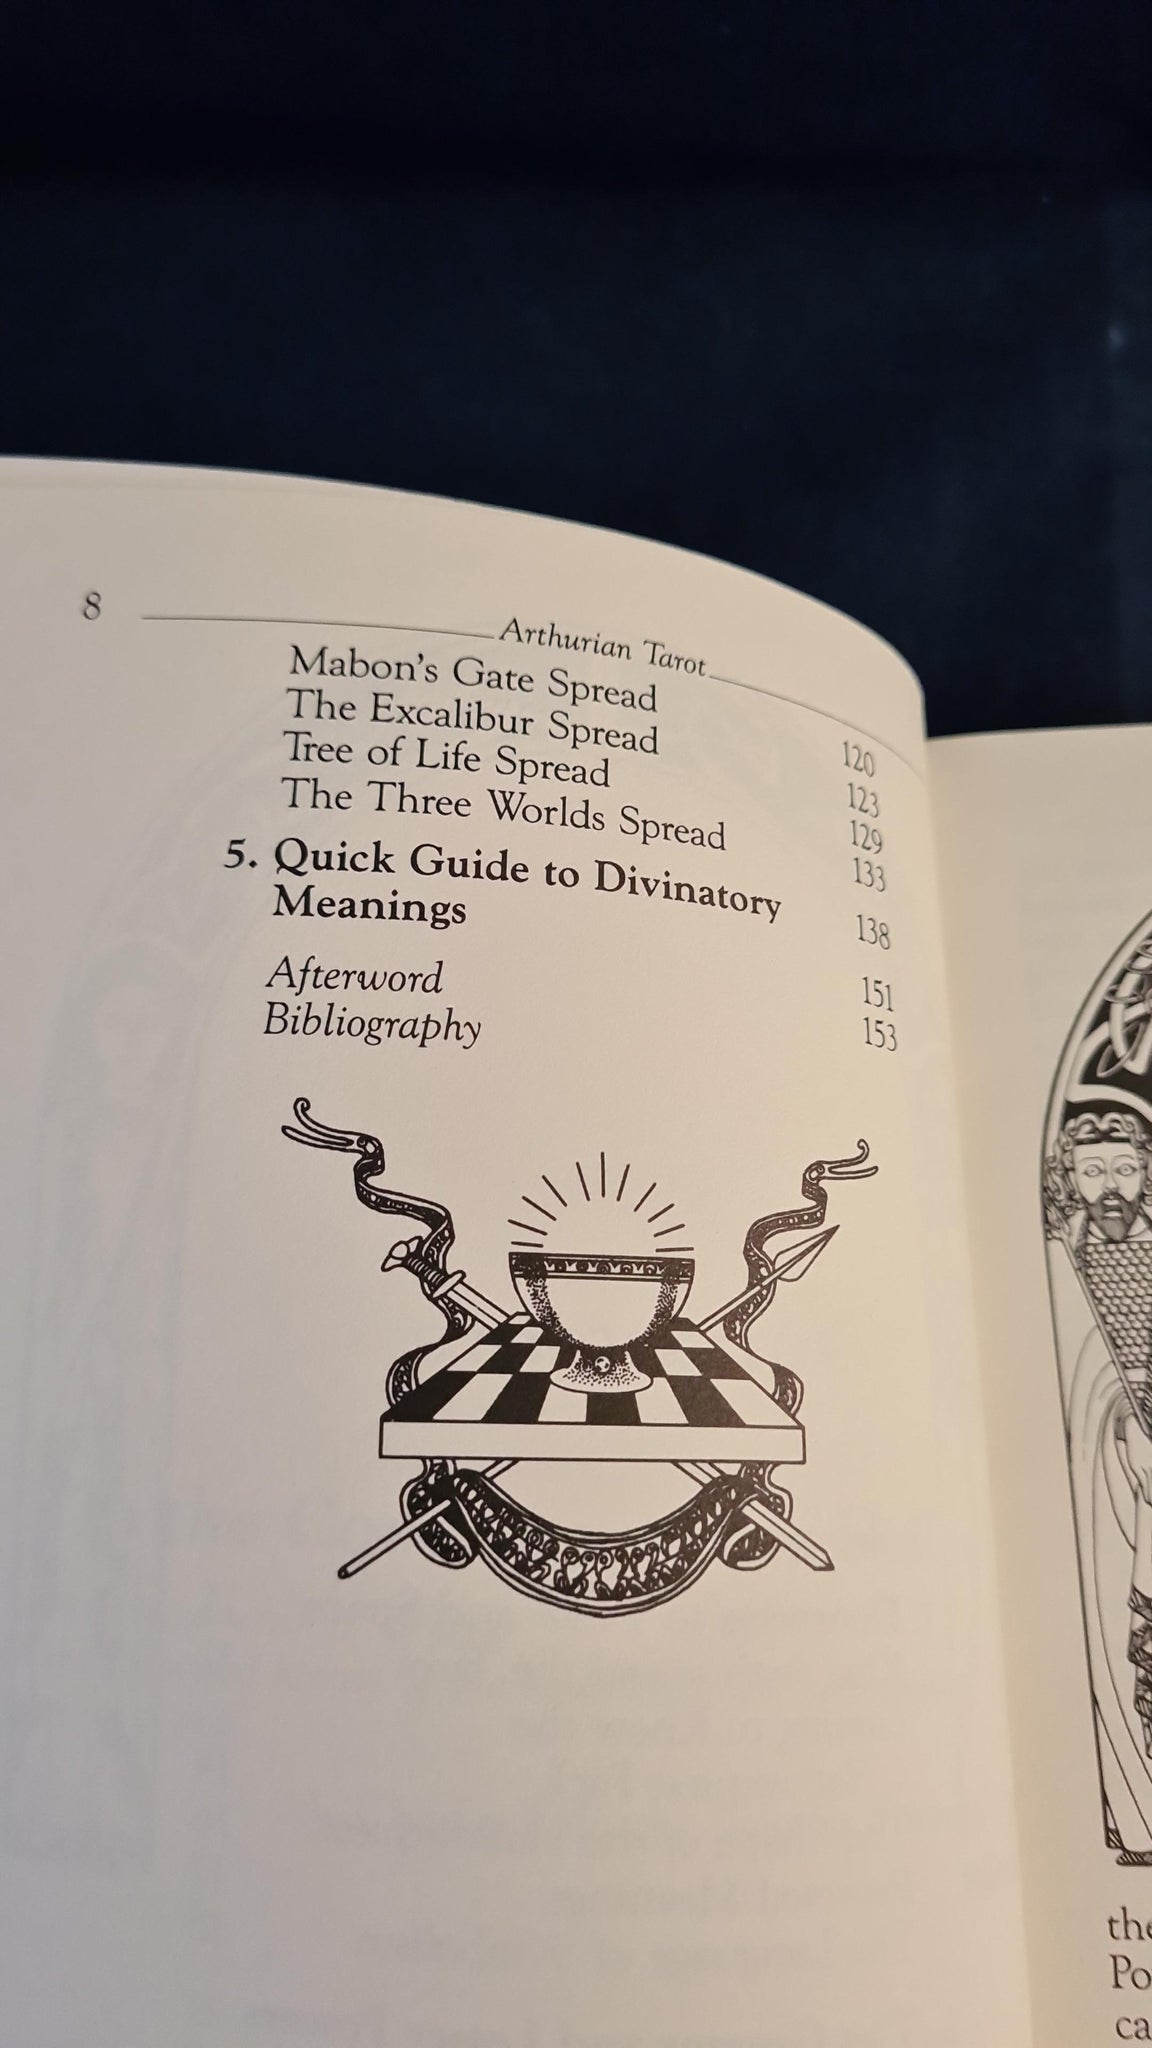 8 Arthurian Tarot
Mabon's Gate Spread 120
The Excalibur Spread 123
Tree of Life Spread 129
The Three Worlds Spread 133
5. Quick Guide to Divinatory
Meanings 138
Afterword 151
Bibliography 153
the
Po
ca